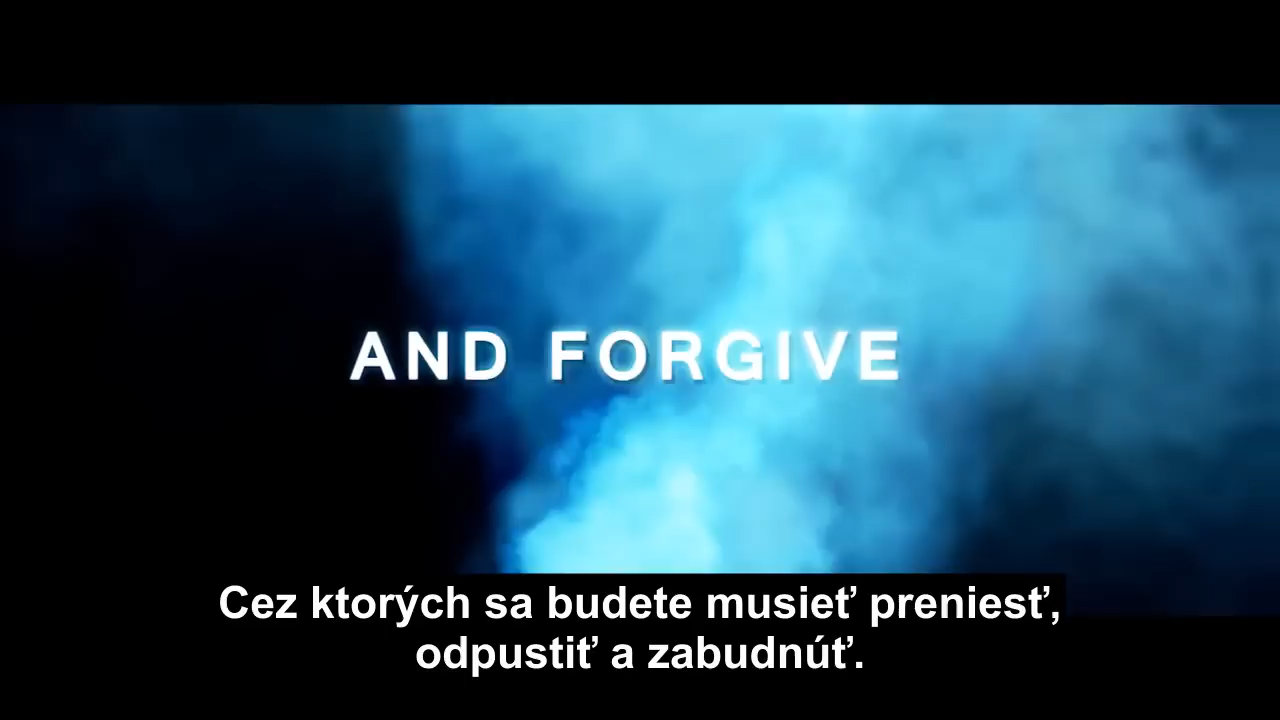 AND FORGIVE
Cez ktorých sa budete musieť preniesť,
odpustiť a zabudnúť.